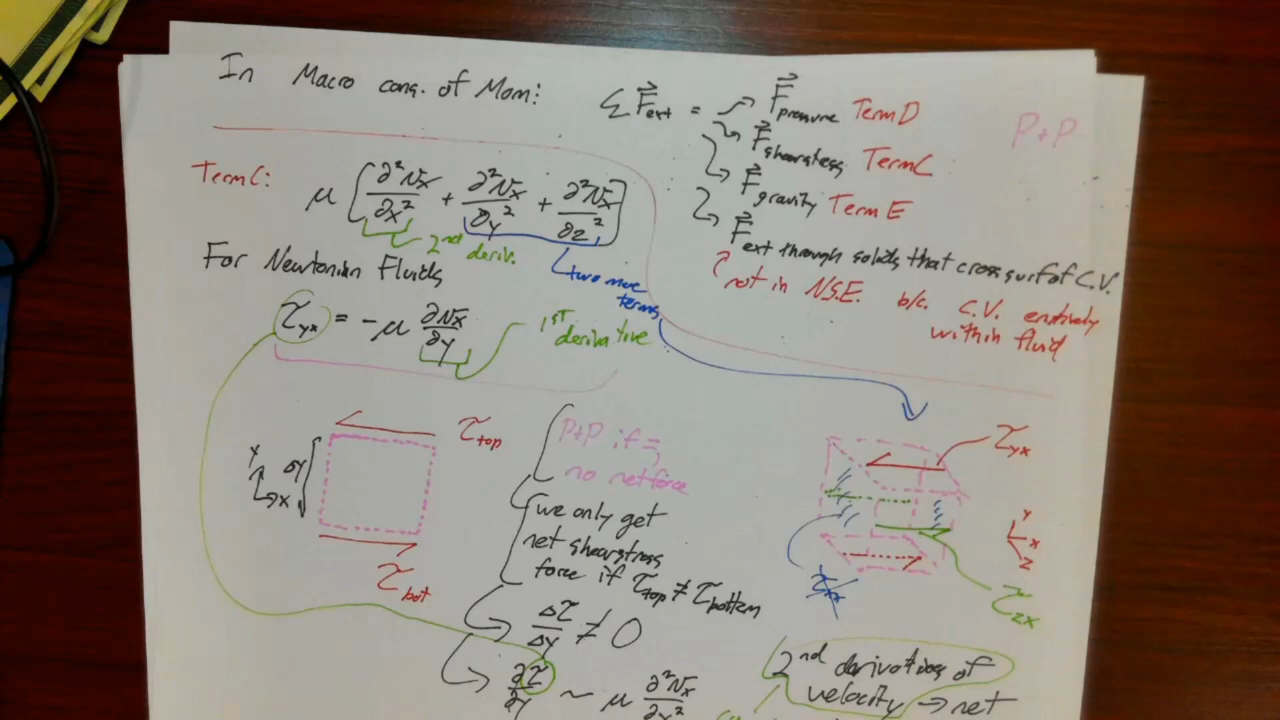 In Macro cons. of Mom:
Σ F⃗ext = → F⃗pressure Term D
P+P
F⃗shearstress Term C
F⃗gravity Term E
F⃗ext through solids that cross surf of C.V.
not in N.S.E. b/c. C.V. entirely
within fluid
Term C: μ [∂²Vx/∂x² + ∂²Vx/∂y² + ∂²Vx/∂z²]
2nd deriv.
two more
terms
For Newtonian Fluids
τyx = -μ ∂Vx/∂y
1ST
derivative
τtop
Y
X
ΔY
τbot
P+P if =,
no net force
we only get
net shearstress
force if τtop ≠ τbottom
Δτ/ΔY ≠ 0
∂τ/∂y ~ μ ∂²Vx/∂y²
τyx
Y
X
Z
τxx
τzx
2nd derivatives of
velocity → net